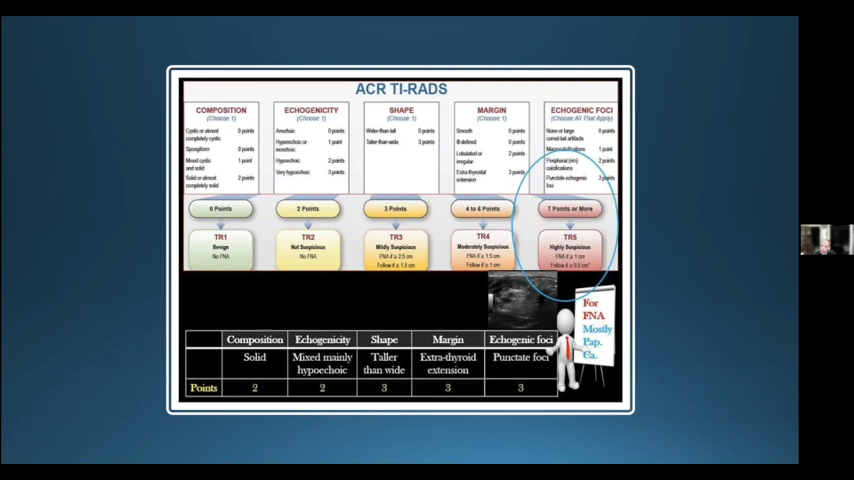 ACR TI-RADS
COMPOSITION
(Choose 1)
Cystic or almost
completely cystic 0 points
Spongiform 0 points
Mixed cystic
and solid 1 point
Solid or almost
completely solid 2 points
ECHOGENICITY
(Choose 1)
Anechoic 0 points
Hyperechoic or
isoechoic 1 point
Hypoechoic 2 points
Very hypoechoic 3 points
SHAPE
(Choose 1)
Wider-than-tall 0 points
Taller-than-wide 3 points
MARGIN
(Choose 1)
Smooth 0 points
Ill-defined 0 points
Lobulated or
irregular 2 points
Extra-thyroidal
extension 3 points
ECHOGENIC FOCI
(Choose All That Apply)
None or large
comet-tail artifacts 0 points
Macrocalcifications 1 point
Peripheral (rim)
calcifications 2 points
Punctate echogenic
foci 3 points
0 Points
2 Points
3 Points
4 to 6 Points
7 Points or More
TR1
Benign
No FNA
TR2
Not Suspicious
No FNA
TR3
Mildly Suspicious
FNA if ≥ 2.5 cm
Follow if ≥ 1.5 cm
TR4
Moderately Suspicious
FNA if ≥ 1.5 cm
Follow if ≥ 1 cm
TR5
Highly Suspicious
FNA if ≥ 1 cm
Follow if ≥ 0.5 cm*
For
FNA
Mostly
Pap.
Ca.
Composition Echogenicity Shape Margin Echogenic foci
Solid Mixed mainly hypoechoic Taller than wide Extra-thyroid extension Punctate foci
Points 2 2 3 3 3